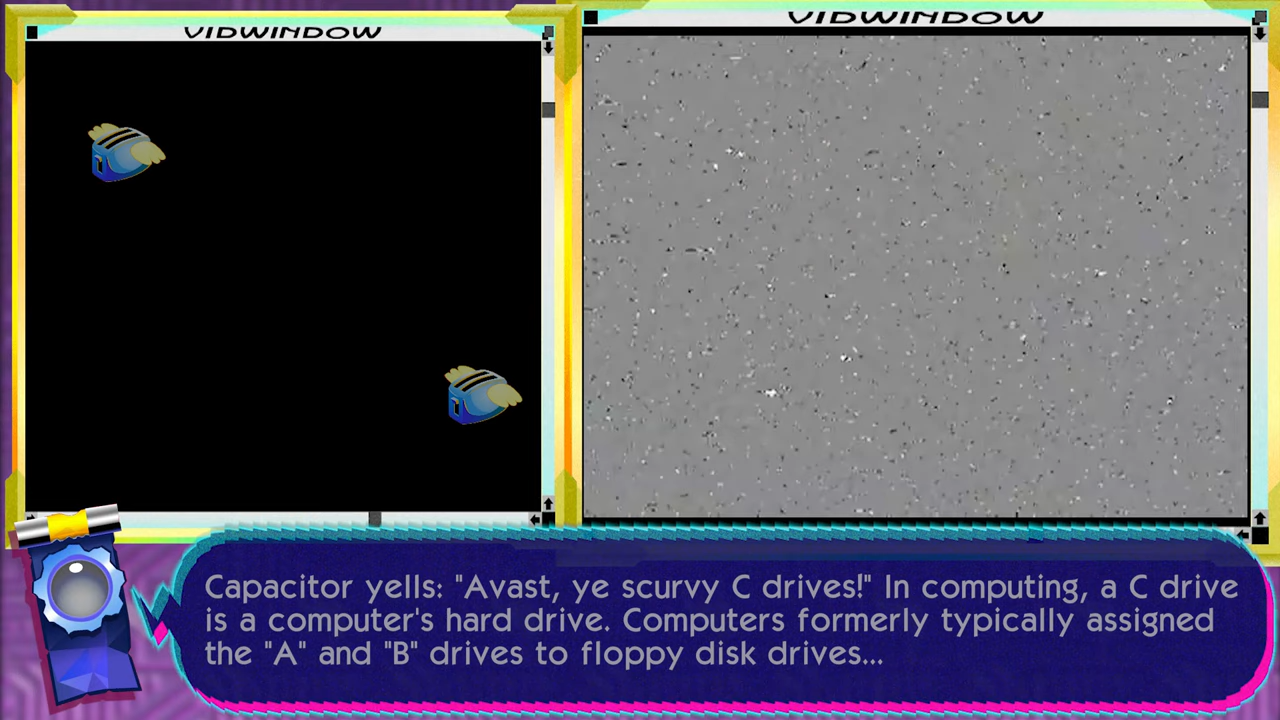 VIDWINDOW
VIDWINDOW
Capacitor yells: "Avast, ye scurvy C drives!" In computing, a C drive
is a computer's hard drive. Computers formerly typically assigned
the "A" and "B" drives to floppy disk drives...